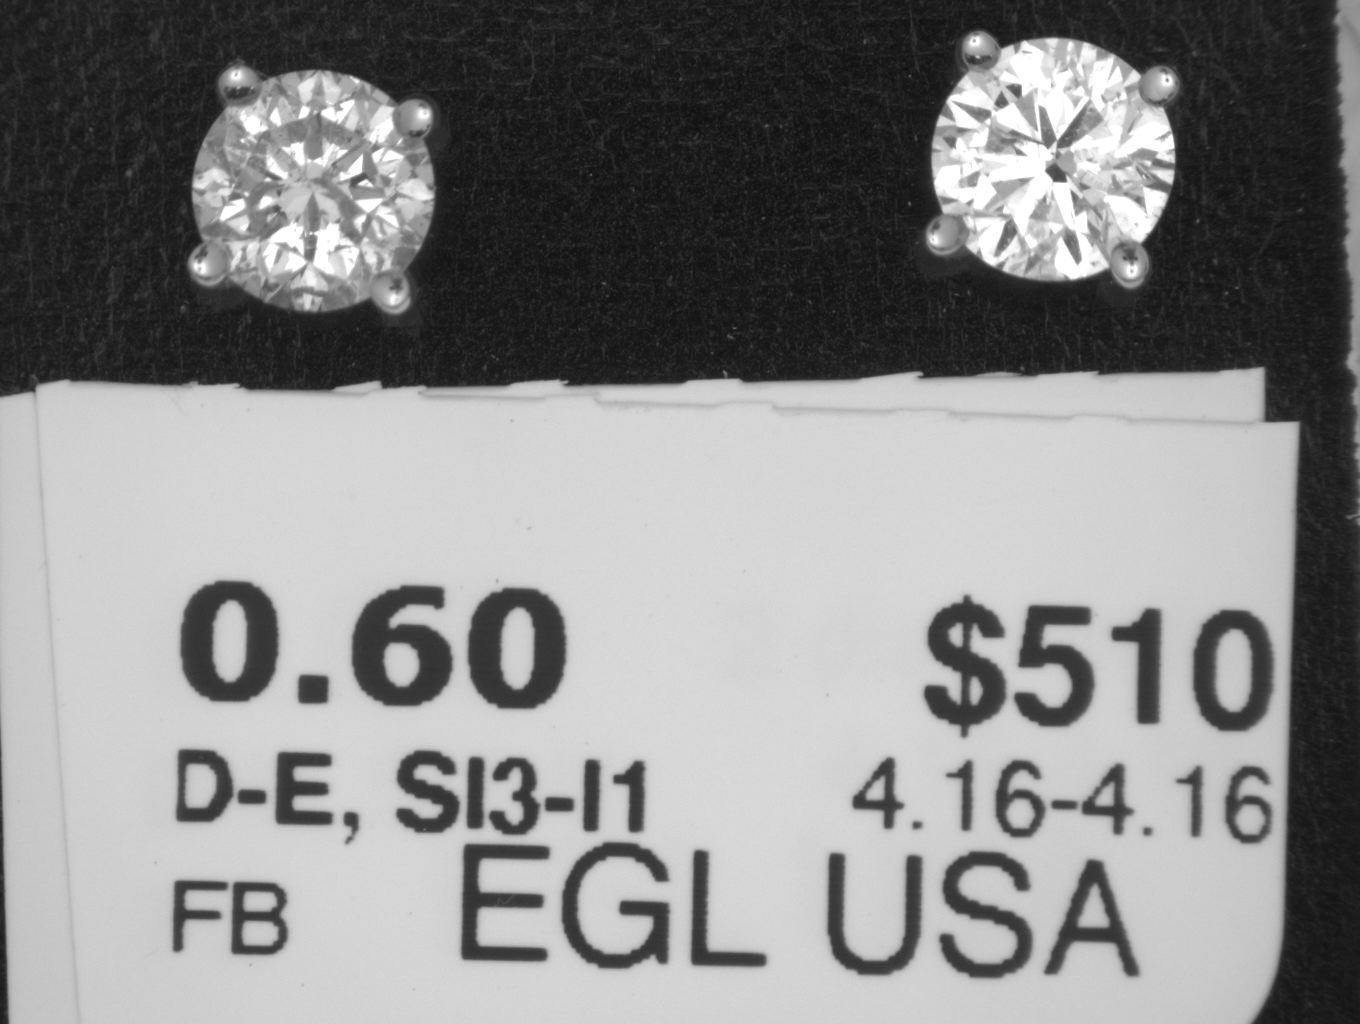 0.60 $510
D-E, SI3-I1 4.16-4.16
FB EGL USA